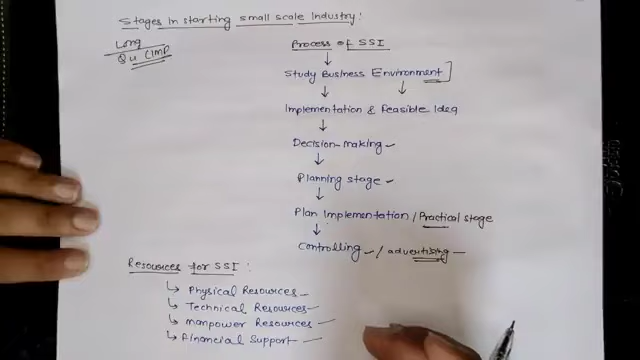 Stages in starting small scale Industry:
Long
Qu (IMP
Process of SSI
Study Business Environment
Implementation & Feasible Idea
Decision-making
Planning stage
Plan Implementation / Practical stage
Controlling / advertising
Resources for SSI:
Physical Resources
Technical Resources
manpower Resources
Financial Support